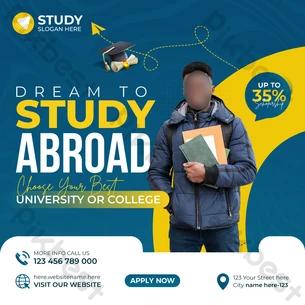 STUDY
SLOGAN HERE
DREAM TO
STUDY
ABROAD
Choose Your Best
UNIVERSITY OR COLLEGE
UP TO
35%
Scholarship
MORE INFO CALL US
123 456 789 000
here.websitename.here
VISIT OUR WEBSITE
APPLY NOW
123 Your Street here
City name here-123